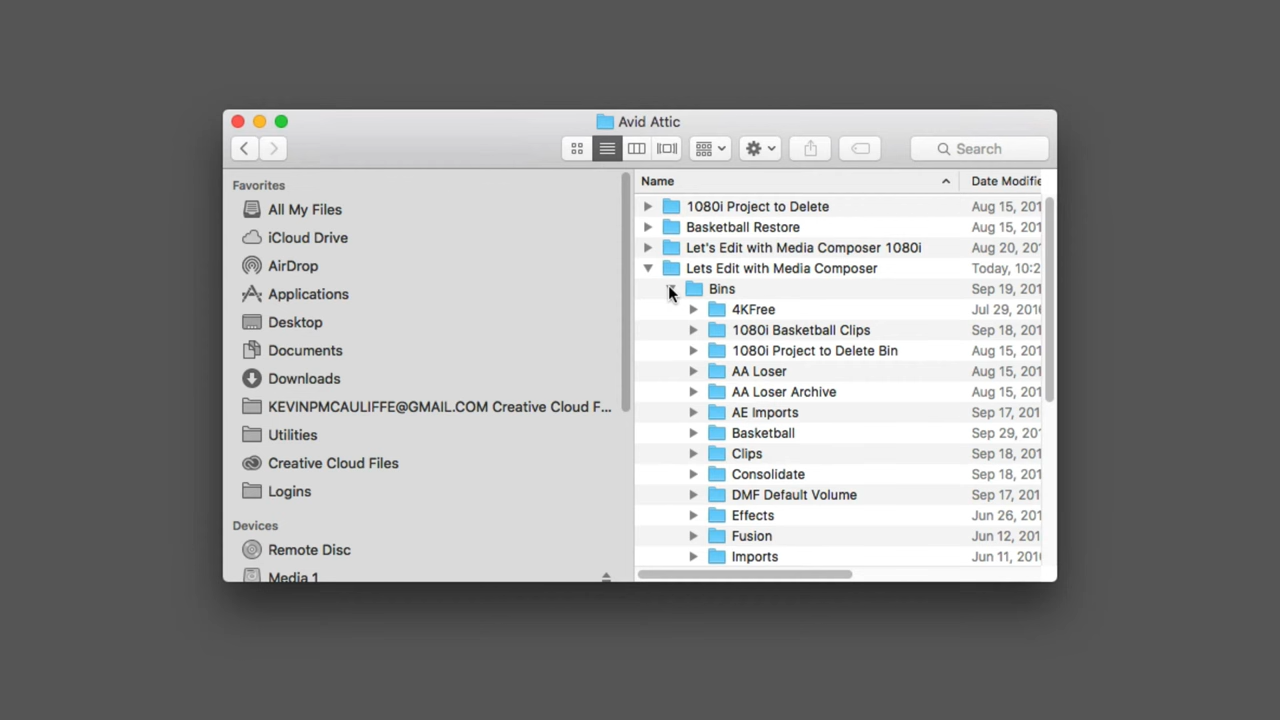 Avid Attic
Search
Favorites
All My Files
iCloud Drive
AirDrop
Applications
Desktop
Documents
Downloads
KEVINPMCAULIFFE@GMAIL.COM Creative Cloud F...
Utilities
Creative Cloud Files
Logins
Devices
Remote Disc
Media 1
Name Date Modifie
1080i Project to Delete Aug 15, 201
Basketball Restore Aug 15, 201
Let's Edit with Media Composer 1080i Aug 20, 201
Lets Edit with Media Composer Today, 10:2
Bins Sep 19, 201
4KFree Jul 29, 201
1080i Basketball Clips Sep 18, 201
1080i Project to Delete Bin Aug 15, 201
AA Loser Aug 15, 201
AA Loser Archive Aug 15, 201
AE Imports Sep 17, 201
Basketball Sep 29, 201
Clips Sep 18, 201
Consolidate Sep 18, 201
DMF Default Volume Sep 17, 201
Effects Jun 26, 201
Fusion Jun 12, 201
Imports Jun 11, 201